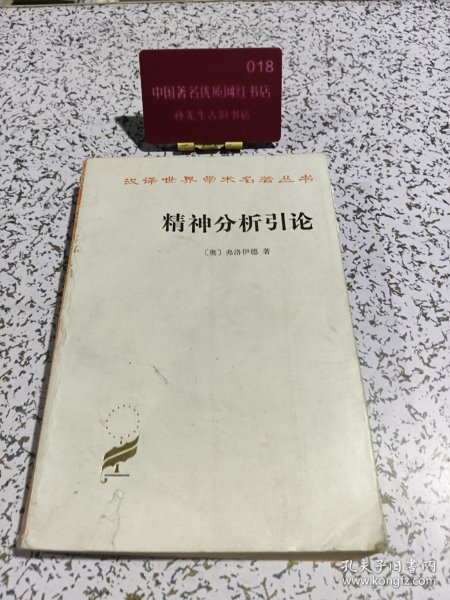 018
中国著名优质网红书店
孙先生古旧书店
汉译世界学术名著丛书
精神分析引论
〔奥〕弗洛伊德 著
孔夫子旧书网
www.kongfz.com